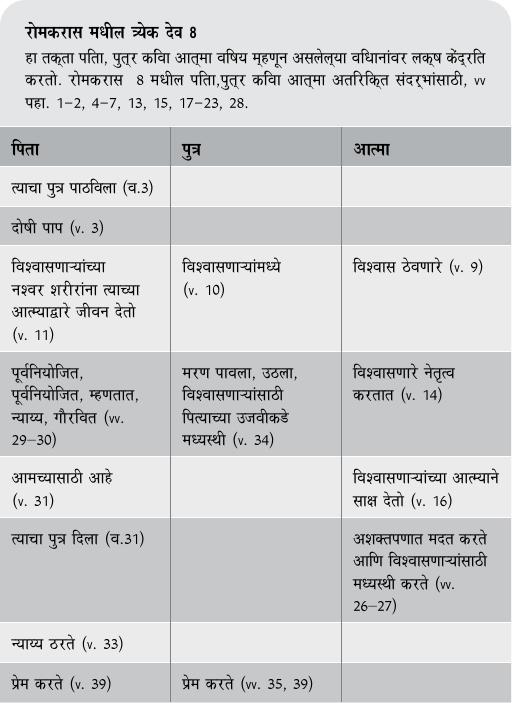 रोमकरास मधील त्र्येक देव 8
हा तक्ता पिता, पुत्र किंवा आत्मा विषयि म्हणून असलेल्या विधानांवर लक्ष केंद्रित
करतो. रोमकरास 8 मधील पिता,पुत्र किंवा आत्मा अतिरिक्त संदर्भांसाठी, vv
पहा. 1–2, 4–7, 13, 15, 17–23, 28.
पिता पुत्र आत्मा
त्याचा पुत्र पाठविला (व.3)
दोषी पाप (v. 3)
विश्वासणाऱ्यांच्या
नश्वर शरीरांना त्याच्या
आत्म्याद्वारे जीवन देतो
(v. 11)
विश्वासणाऱ्यांमध्ये
(v. 10)
विश्वास ठेवणारे (v. 9)
पूर्वनियोजित,
पूर्वनियोजित, म्हणतात,
न्याय्य, गौरवित (vv.
29–30)
मरण पावला, उठला,
विश्वासणाऱ्यांसाठी
पित्याच्या उजवीकडे
मध्यस्थी (v. 34)
विश्वासणारे नेतृत्व
करतात (v. 14)
आमच्यासाठी आहे
(v. 31)
विश्वासणाऱ्यांच्या आत्म्याने
साक्ष देतो (v. 16)
त्याचा पुत्र दिला (व.31)
अशक्तपणात मदत करते
आणि विश्वासणाऱ्यांसाठी
मध्यस्थी करते (vv.
26–27)
न्याय्य ठरते (v. 33)
प्रेम करते (v. 39) प्रेम करते (vv. 35, 39)